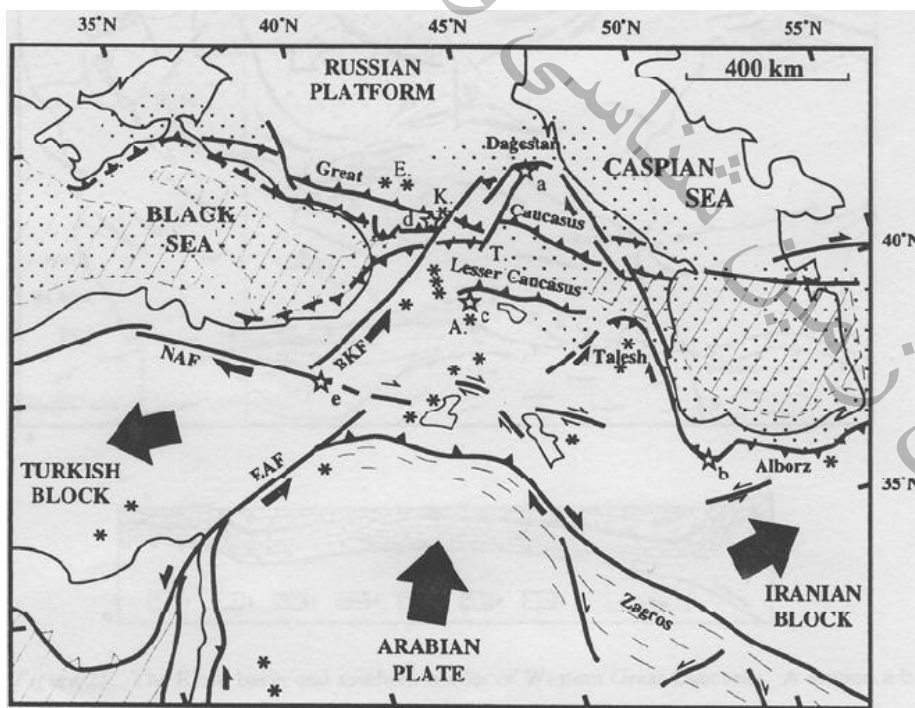 35°N
40°N
45°N
50°N
55°N
RUSSIAN
PLATFORM
400 km
Dagestan
CASPIAN
SEA
Great
E.
a
K
d
Caucasus
BLACK
SEA
40°N
T
Lesser Caucasus
A
c
BKF
NAF
Talesh
e
b
Alborz
TURKISH
BLOCK
EAF
35°N
IRANIAN
BLOCK
Zagros
ARABIAN
PLATE